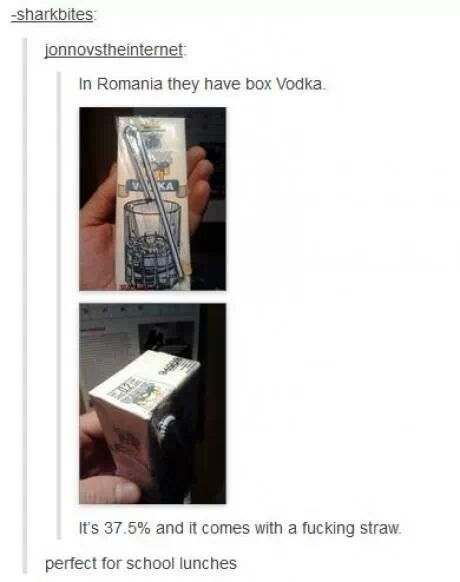 -sharkbites:
jonnovstheinternet:
In Romania they have box Vodka.
It's 37.5% and it comes with a fucking straw.
perfect for school lunches